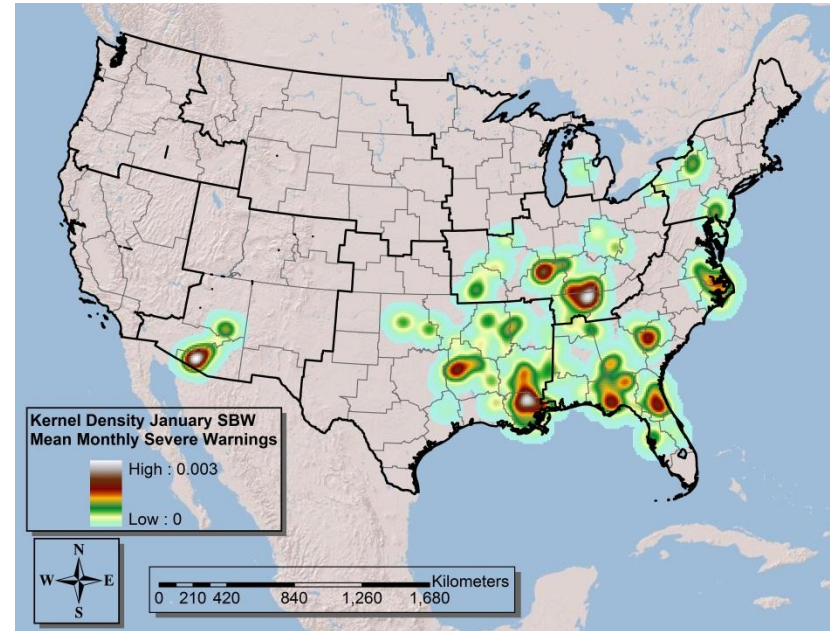 Kernel Density January SBW
Mean Monthly Severe Warnings
High : 0.003
Low : 0
N
W E
S
Kilometers
0 210 420 840 1,260 1,680